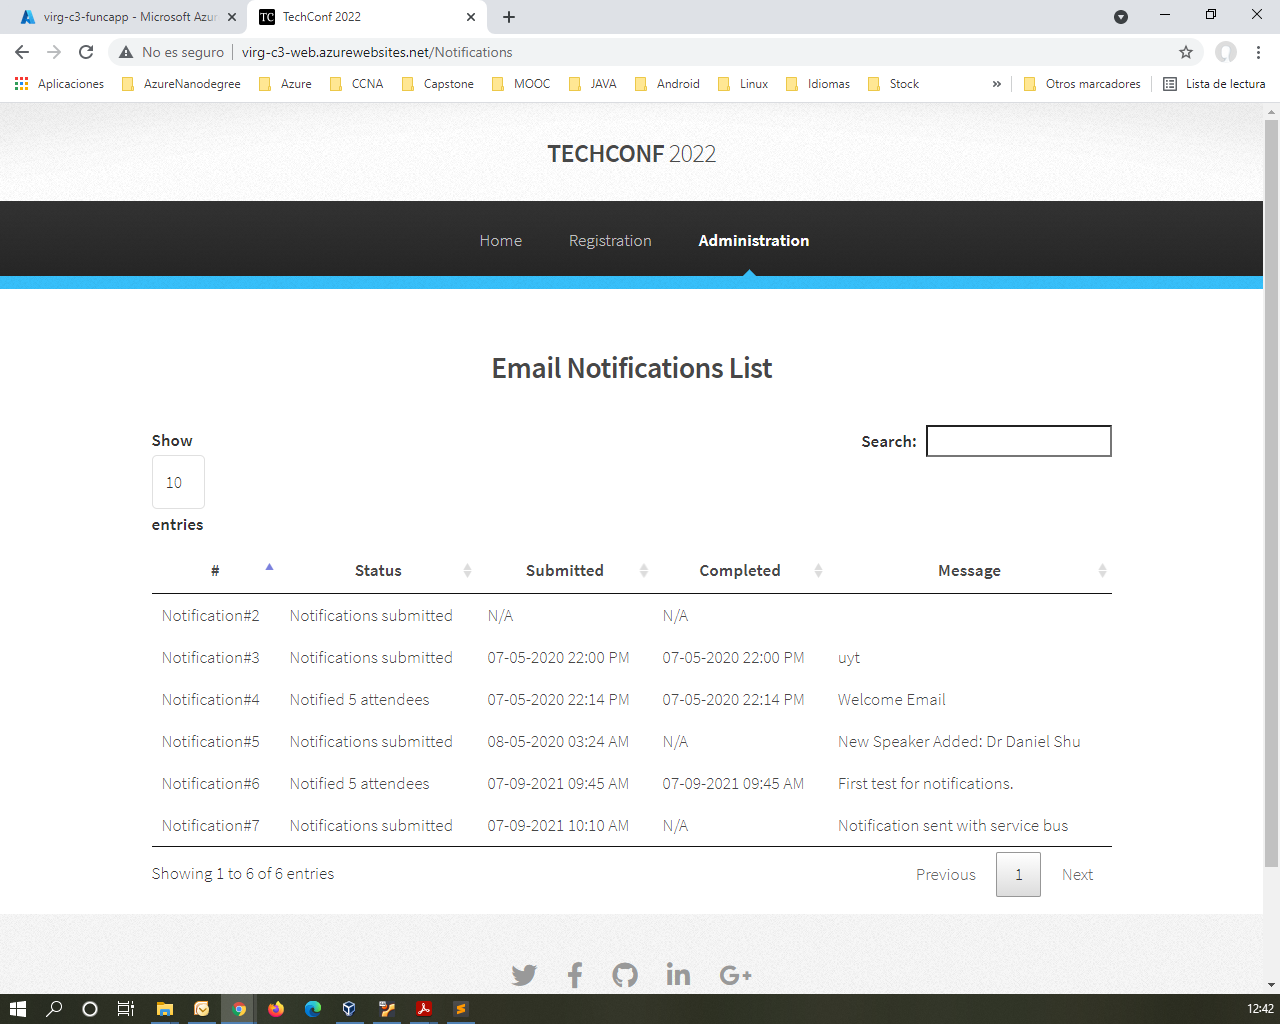 virg-c3-funcapp - Microsoft Azur
TC TechConf 2022
No es seguro virg-c3-web.azurewebsites.net/Notifications
Aplicaciones AzureNanodegree Azure CCNA Capstone MOOC JAVA Android Linux Idiomas Stock » Otros marcadores Lista de lectura
TECHCONF 2022
Home Registration Administration
Email Notifications List
Show
Search:
10
entries
# Status Submitted Completed Message
Notification#2 Notifications submitted N/A N/A
Notification#3 Notifications submitted 07-05-2020 22:00 PM 07-05-2020 22:00 PM uyt
Notification#4 Notified 5 attendees 07-05-2020 22:14 PM 07-05-2020 22:14 PM Welcome Email
Notification#5 Notifications submitted 08-05-2020 03:24 AM N/A New Speaker Added: Dr Daniel Shu
Notification#6 Notified 5 attendees 07-09-2021 09:45 AM 07-09-2021 09:45 AM First test for notifications.
Notification#7 Notifications submitted 07-09-2021 10:10 AM N/A Notification sent with service bus
Showing 1 to 6 of 6 entries
Previous 1 Next
12:42